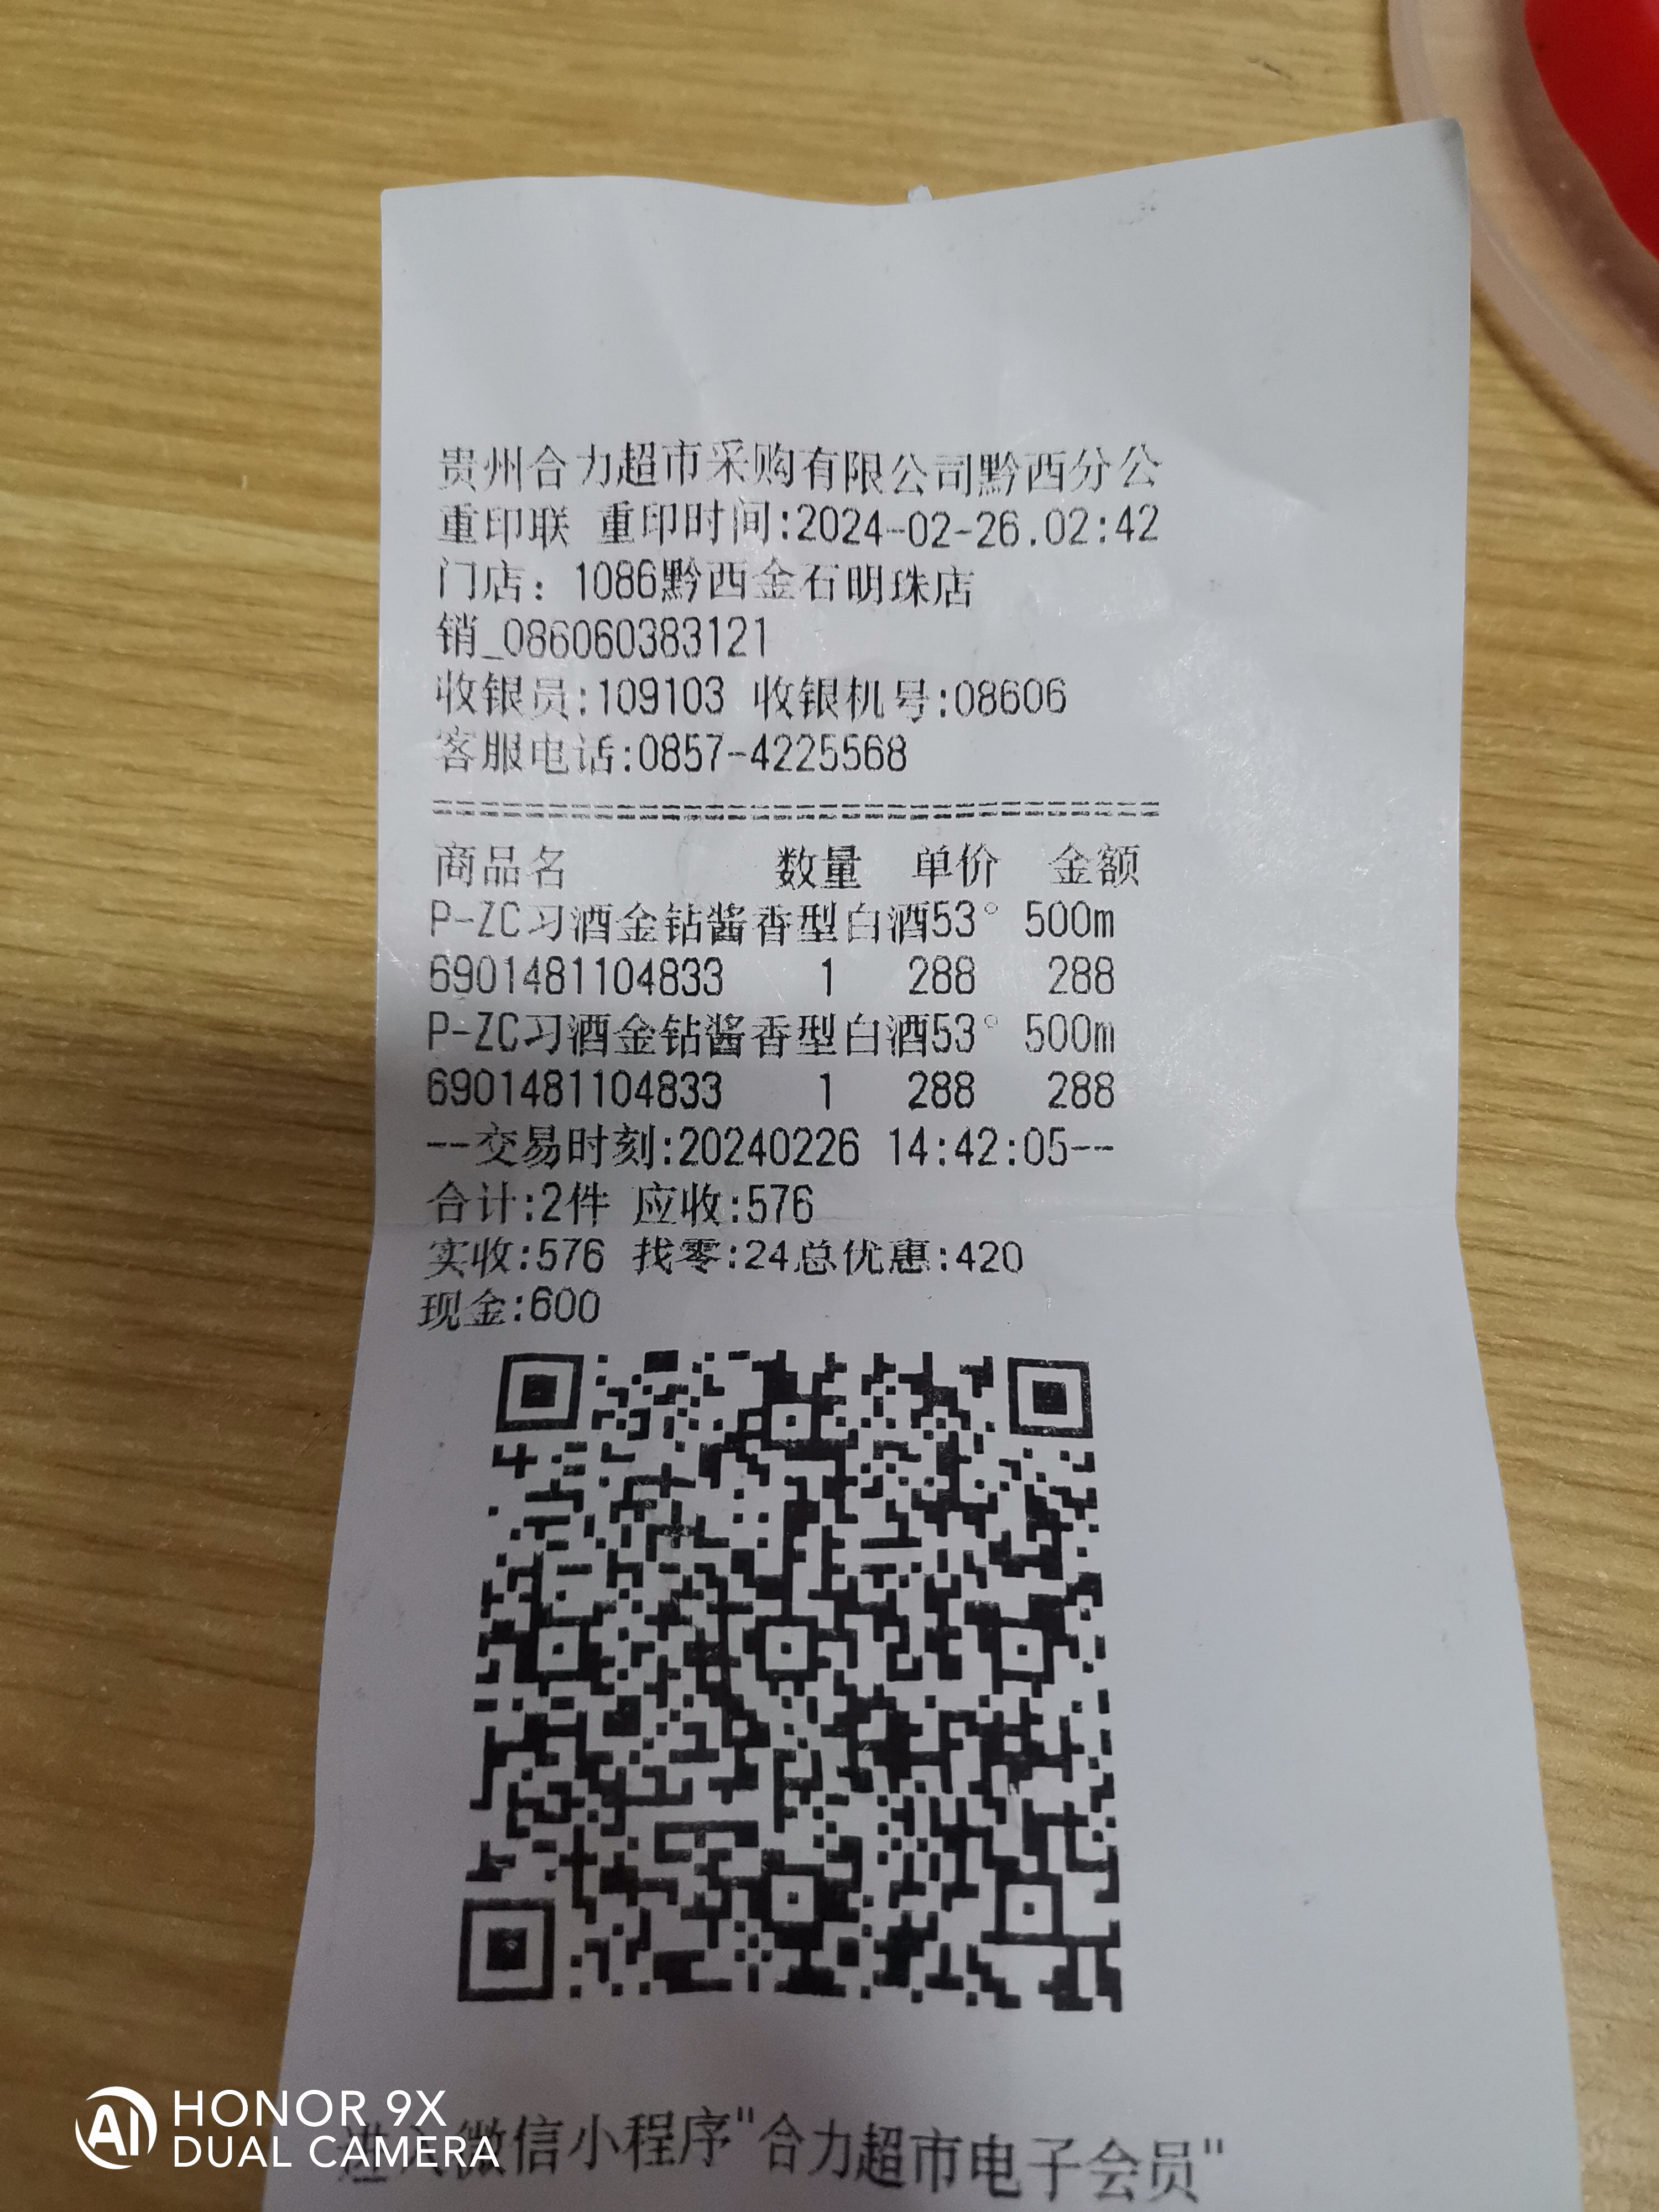 贵州合力超市采购有限公司黔西分公
重印联 重印时间:2024-02-26.02:42
门店：1086黔西金石明珠店
销_086060383121
收银员:109103 收银机号:08606
客服电话:0857-4225568
================================
商品名 数量 单价 金额
P-ZC习酒金钻酱香型白酒53° 500m
6901481104833 1 288 288
P-ZC习酒金钻酱香型白酒53° 500m
6901481104833 1 288 288
--交易时刻:20240226 14:42:05--
合计:2件 应收:576
实收:576 找零:24总优惠:420
现金:600
进入微信小程序"合力超市电子会员"
AI HONOR 9X
DUAL CAMERA